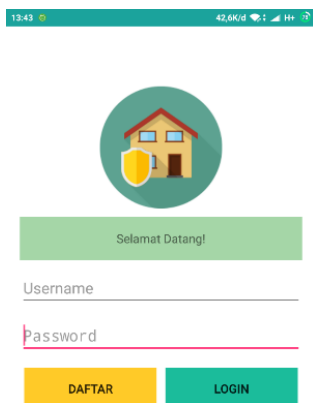 13:43 42,6K/d H+
Selamat Datang!
Username
Password
DAFTAR LOGIN